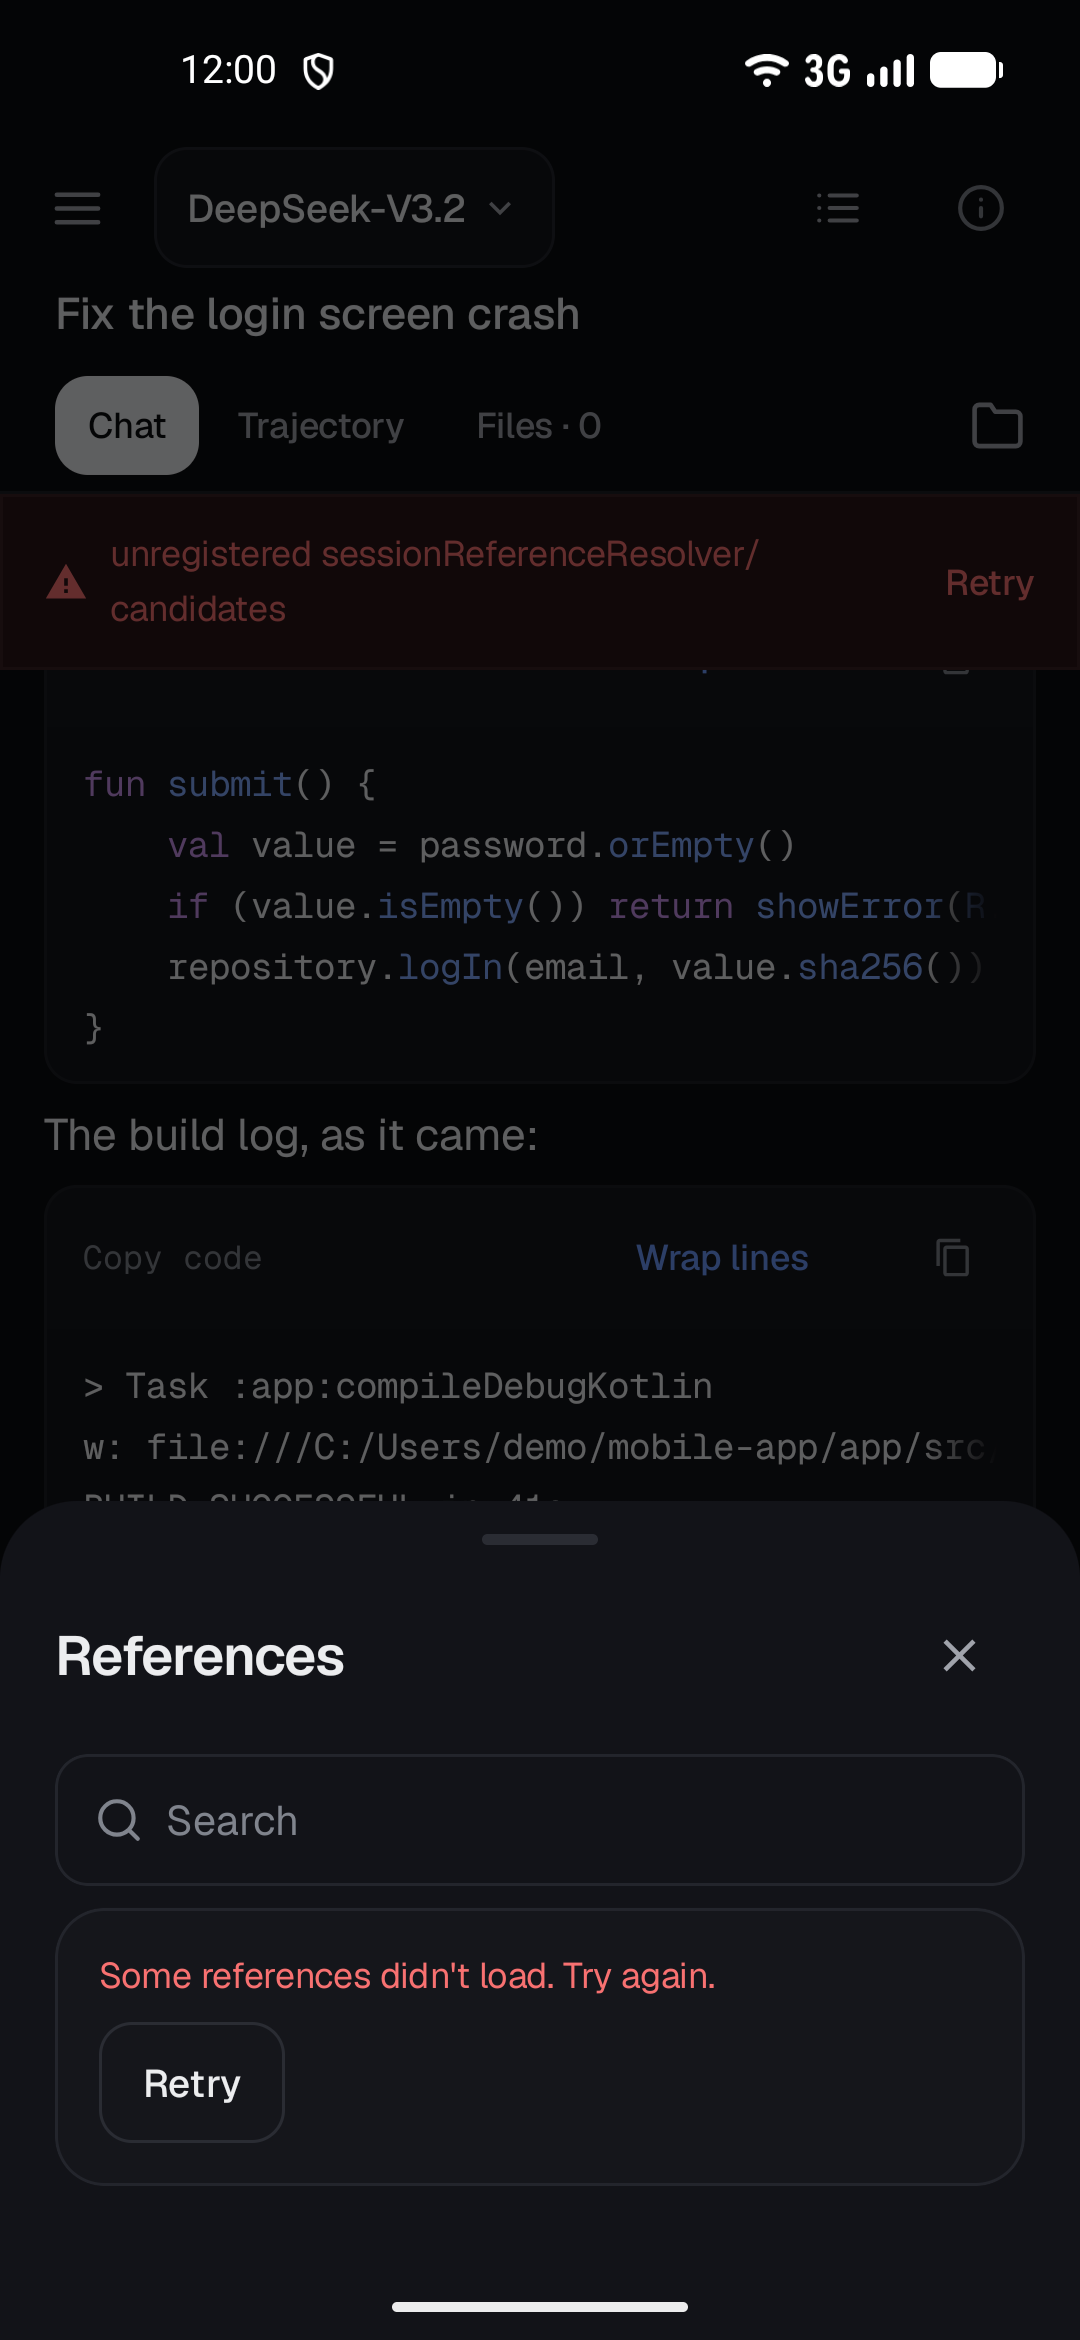 12:00
3G
DeepSeek-V3.2
Fix the login screen crash
Chat
Trajectory
Files · 0
unregistered sessionReferenceResolver/
candidates
Retry
fun submit() {
    val value = password.orEmpty()
    if (value.isEmpty()) return showError(R
    repository.logIn(email, value.sha256())
}
The build log, as it came:
Copy code
Wrap lines
> Task :app:compileDebugKotlin
w: file:///C:/Users/demo/mobile-app/app/src
References
Search
Some references didn't load. Try again.
Retry